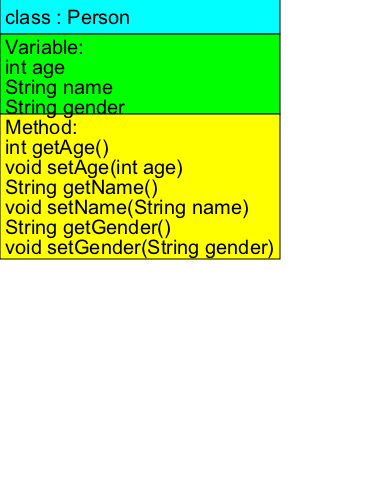 class : Person
Variable:
int age
String name
String gender
Method:
int getAge()
void setAge(int age)
String getName()
void setName(String name)
String getGender()
void setGender(String gender)